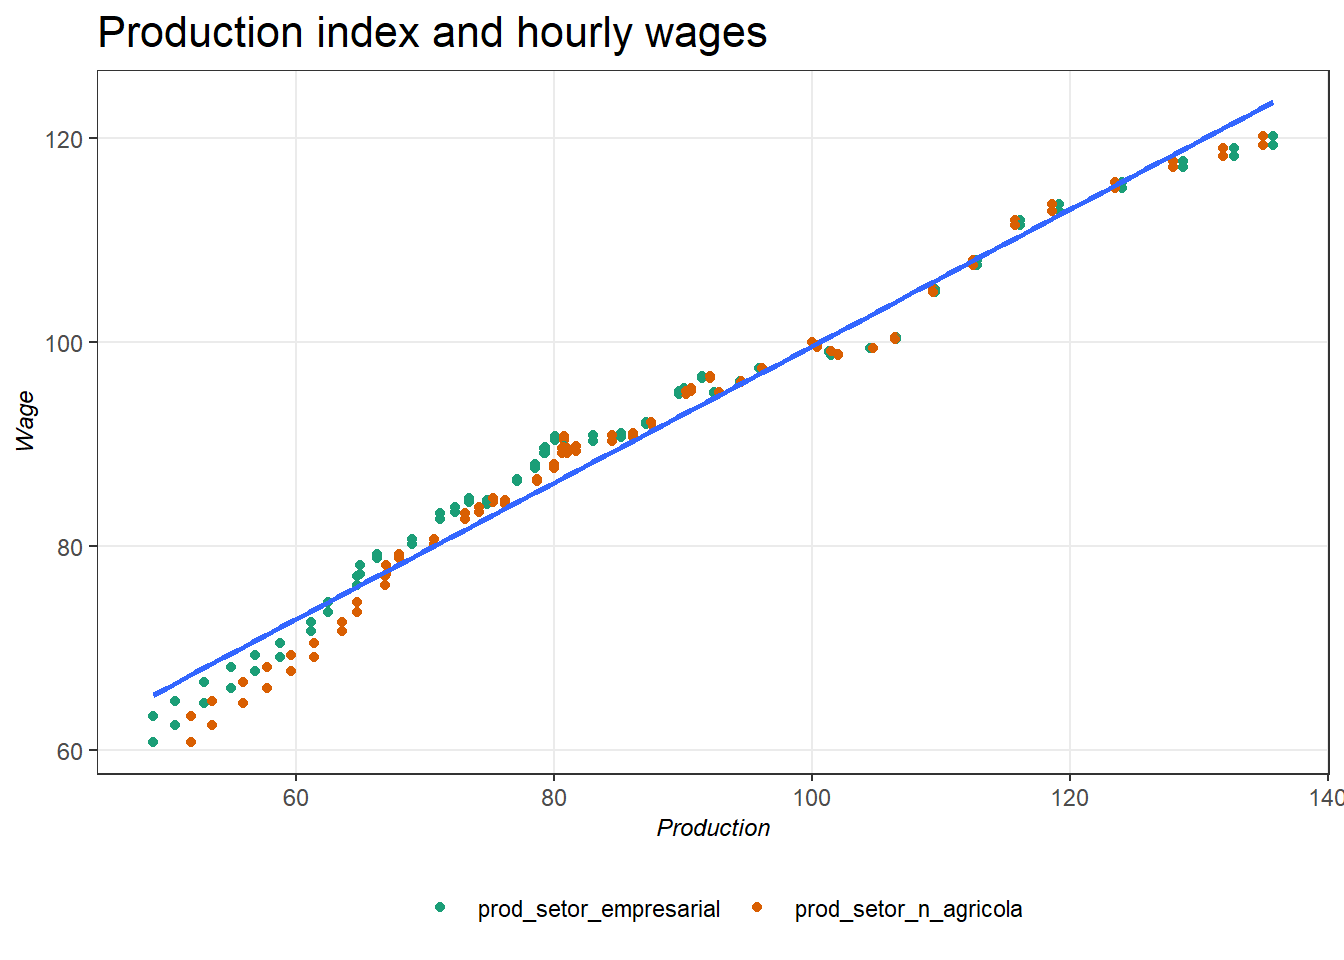 Production index and hourly wages
120
100
80
60
Wage
60 80 100 120 140
Production
prod_setor_empresarial prod_setor_n_agricola